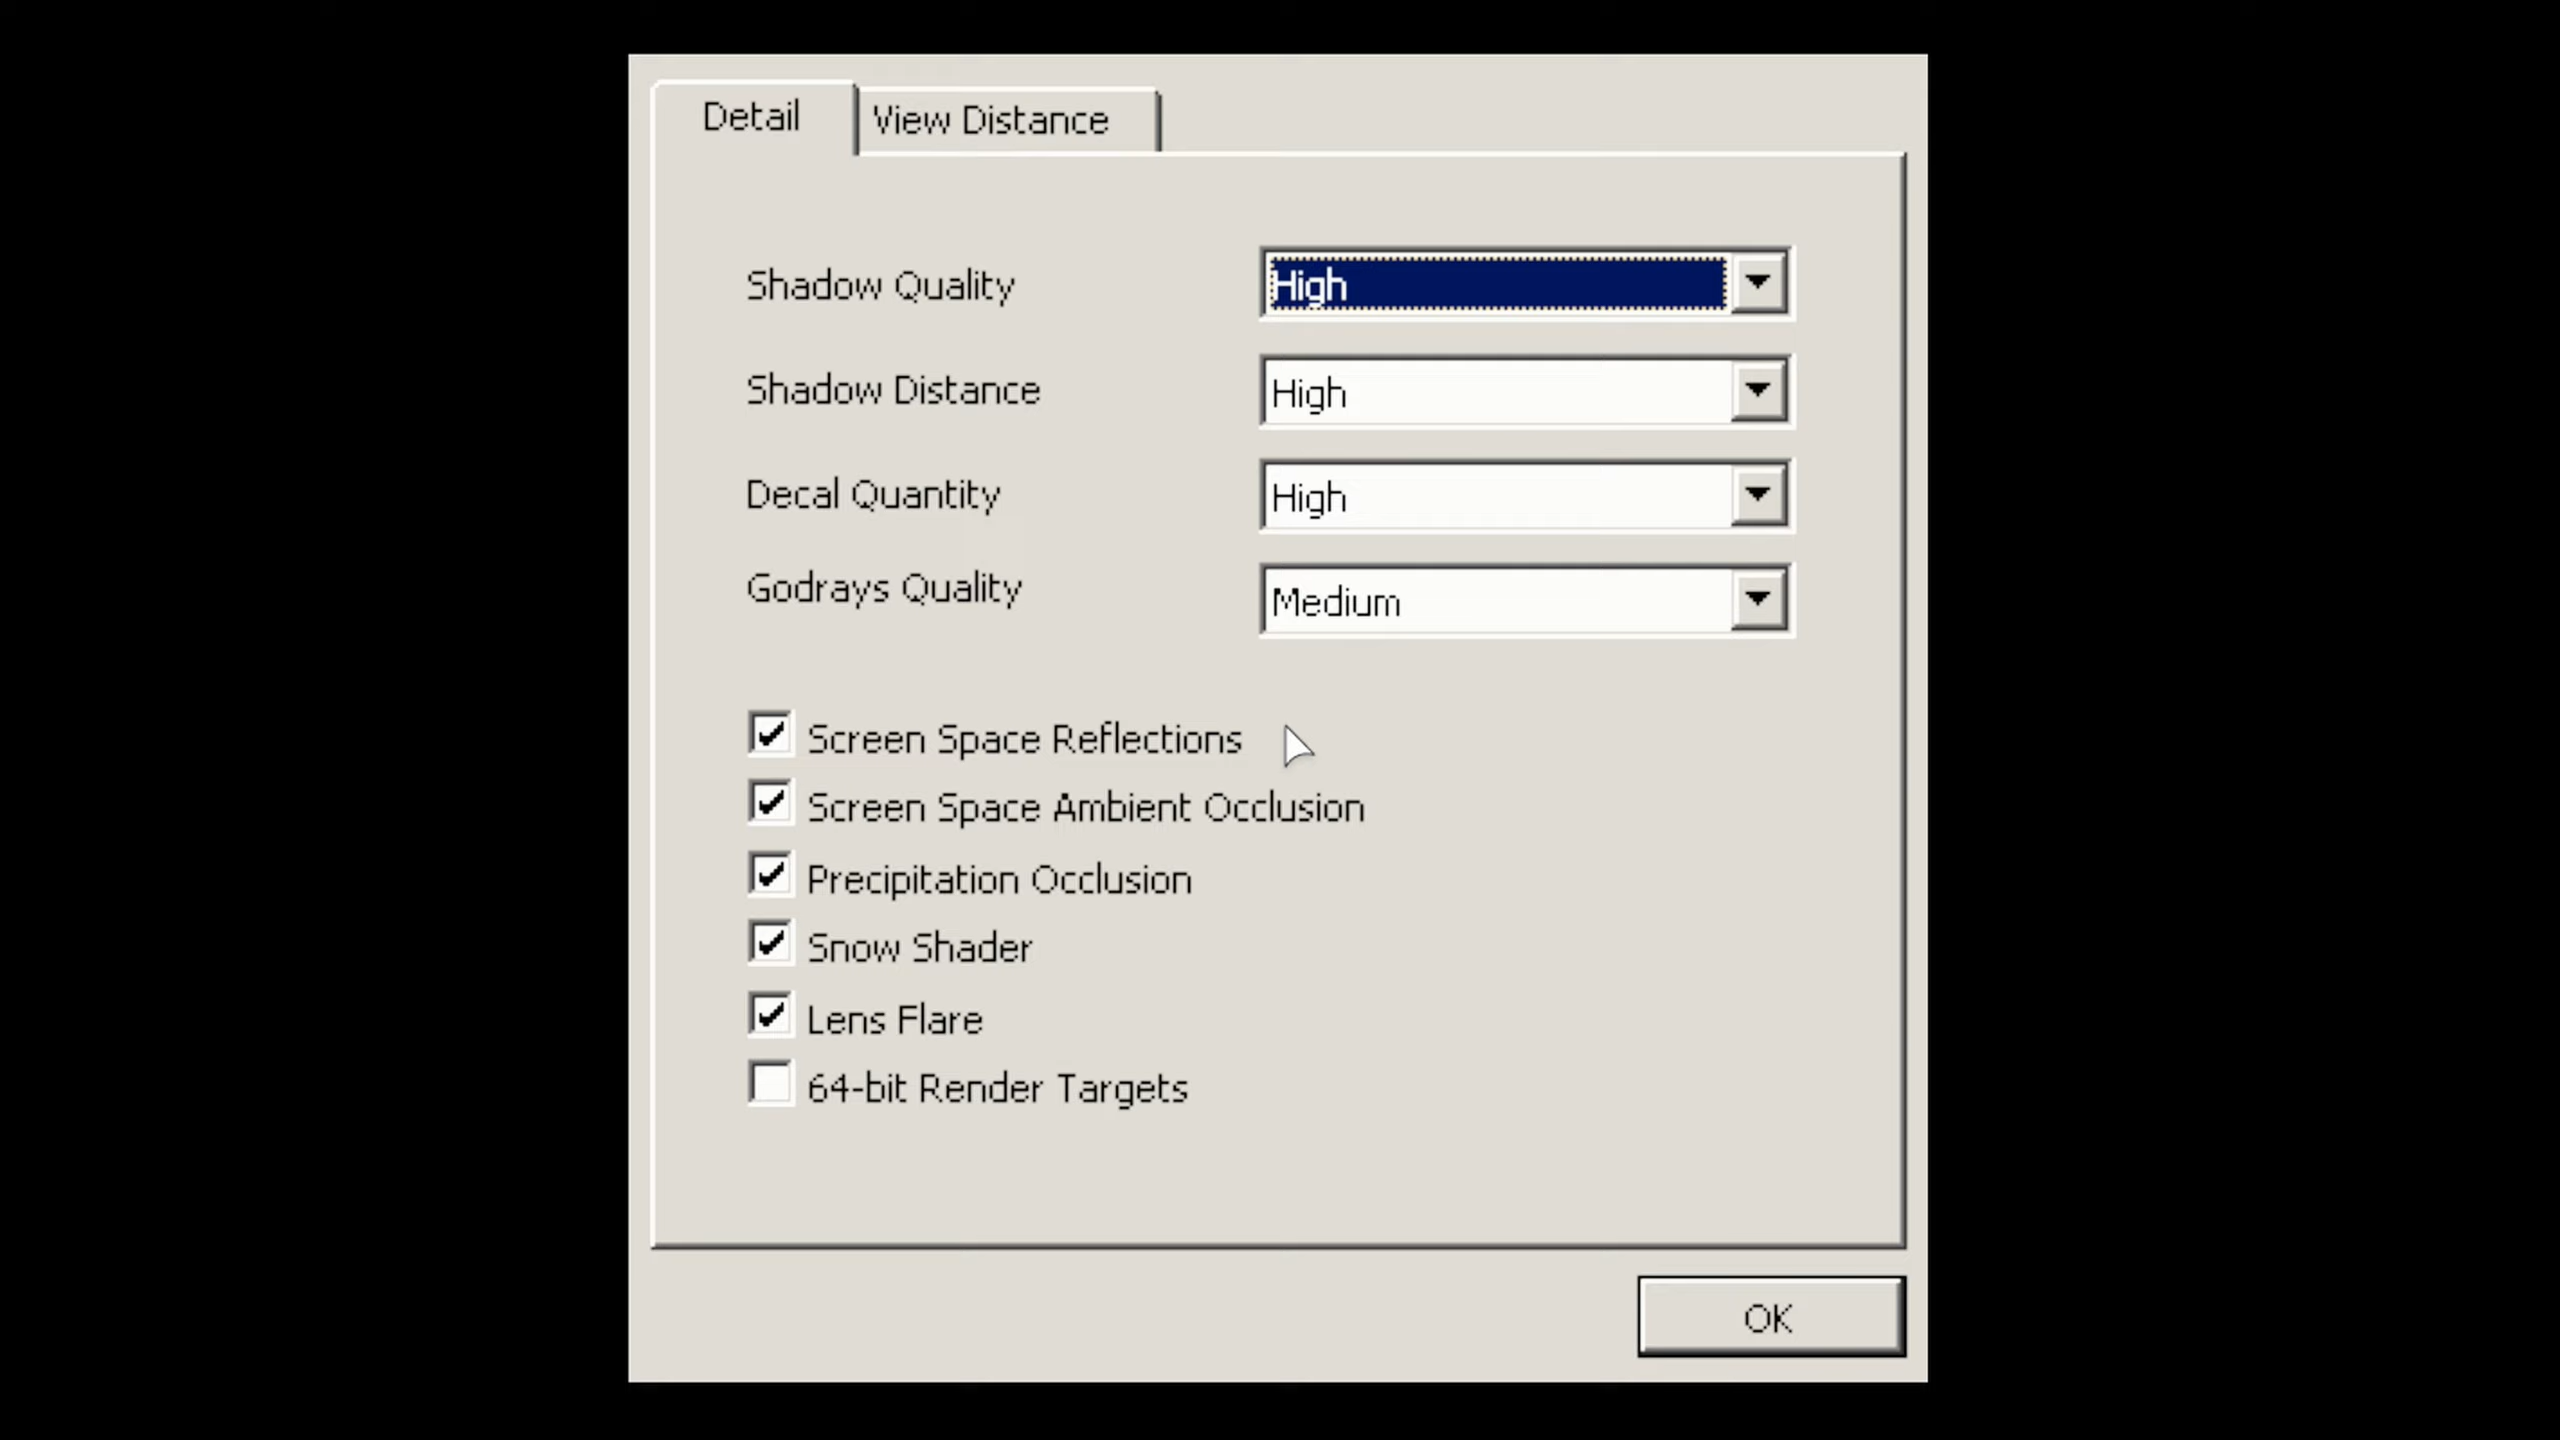 Detail View Distance
Shadow Quality High
Shadow Distance High
Decal Quantity High
Godrays Quality Medium
Screen Space Reflections
Screen Space Ambient Occlusion
Precipitation Occlusion
Snow Shader
Lens Flare
64-bit Render Targets
OK